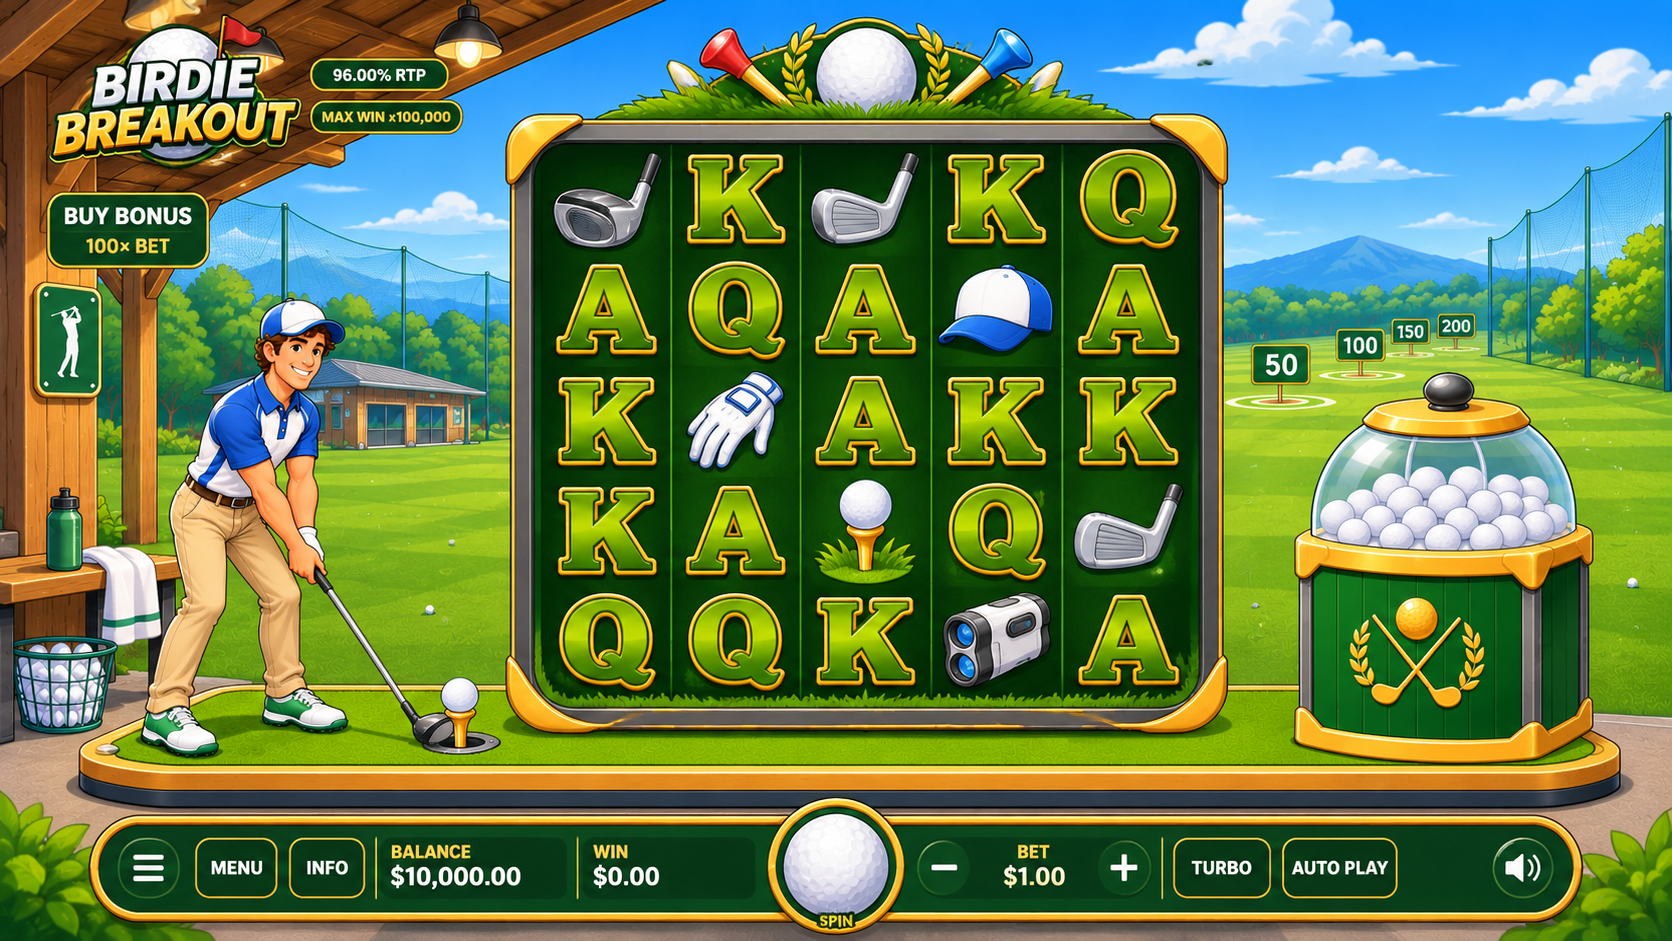 BIRDIE
BREAKOUT
96.00% RTP
MAX WIN x100,000
BUY BONUS
100× BET
K K Q
A Q A A
K A K K
K A Q
Q Q K A
50
100
150
200
MENU
INFO
BALANCE
$10,000.00
WIN
$0.00
SPIN
BET
$1.00
TURBO
AUTO PLAY